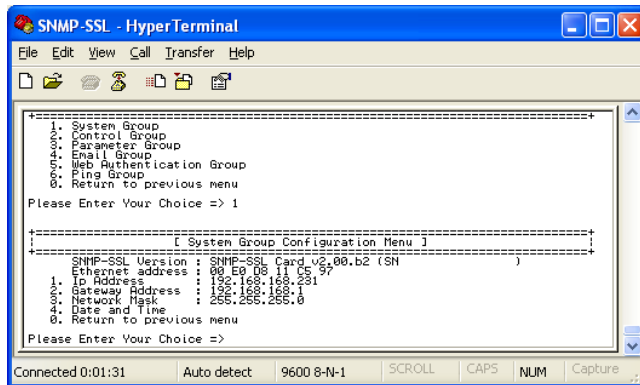 SNMP-SSL - HyperTerminal
File Edit View Call Transfer Help
+==============================================================================+
1. System Group
2. Control Group
3. Parameter Group
4. Email Group
5. Web Authentication Group
6. Ping Group
0. Return to previous menu
Please Enter Your Choice => 1
+==============================================================================+
| [ System Group Configuration Menu ] |
+==============================================================================+
SNMP-SSL Version : SNMP-SSL Card v2.00.b2 (SN )
Ethernet address : 00 E0 D8 11 C5 97
1. Ip Address : 192.168.168.231
2. Gateway Address : 192.168.168.1
3. Network Mask : 255.255.255.0
4. Date and Time
0. Return to previous menu
Please Enter Your Choice =>
Connected 0:01:31 Auto detect 9600 8-N-1 SCROLL CAPS NUM Capture